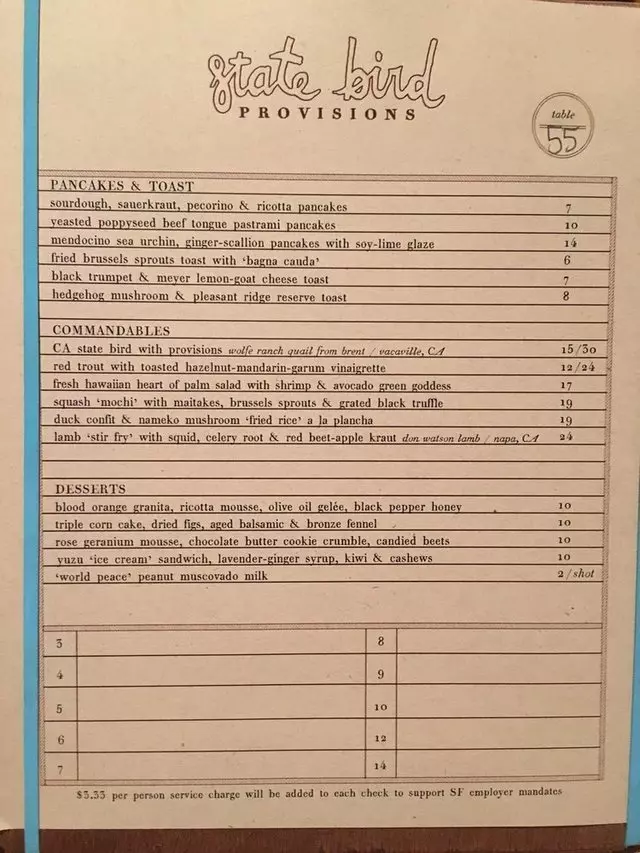 state bird
PROVISIONS
table
55
PANCAKES & TOAST
sourdough, sauerkraut, pecorino & ricotta pancakes 7
yeasted poppyseed beef tongue pastrami pancakes 10
mendocino sea urchin, ginger-scallion pancakes with soy-lime glaze 14
fried brussels sprouts toast with 'bagna cauda' 6
black trumpet & meyer lemon-goat cheese toast 7
hedgehog mushroom & pleasant ridge reserve toast 8
COMMANDABLES
CA state bird with provisions wolfe ranch quail from brent / vacaville, CA 15/30
red trout with toasted hazelnut-mandarin-garum vinaigrette 12/24
fresh hawaiian heart of palm salad with shrimp & avocado green goddess 17
squash 'mochi' with maitakes, brussels sprouts & grated black truffle 19
duck confit & nameko mushroom 'fried rice' a la plancha 19
lamb 'stir fry' with squid, celery root & red beet-apple kraut don watson lamb / napa, CA 24
DESSERTS
blood orange granita, ricotta mousse, olive oil gelée, black pepper honey 10
triple corn cake, dried figs, aged balsamic & bronze fennel 10
rose geranium mousse, chocolate butter cookie crumble, candied beets 10
yuzu 'ice cream' sandwich, lavender-ginger syrup, kiwi & cashews 10
'world peace' peanut muscovado milk 2/shot
3 8
4 9
5 10
6 12
7 14
$3.33 per person service charge will be added to each check to support SF employer mandates